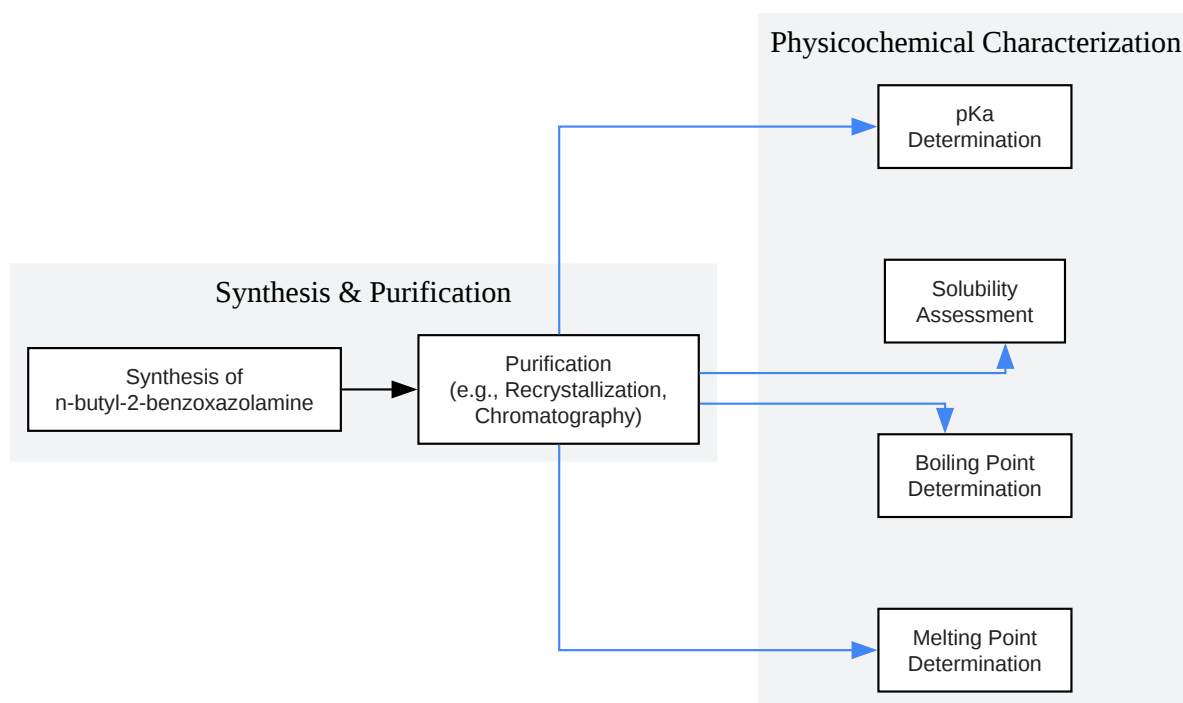 Physicochemical Characterization
pKa
Determination
Solubility
Assessment
Synthesis & Purification
Synthesis of
n-butyl-2-benzoxazolamine
Purification
(e.g., Recrystallization,
Chromatography)
Boiling Point
Determination
Melting Point
Determination